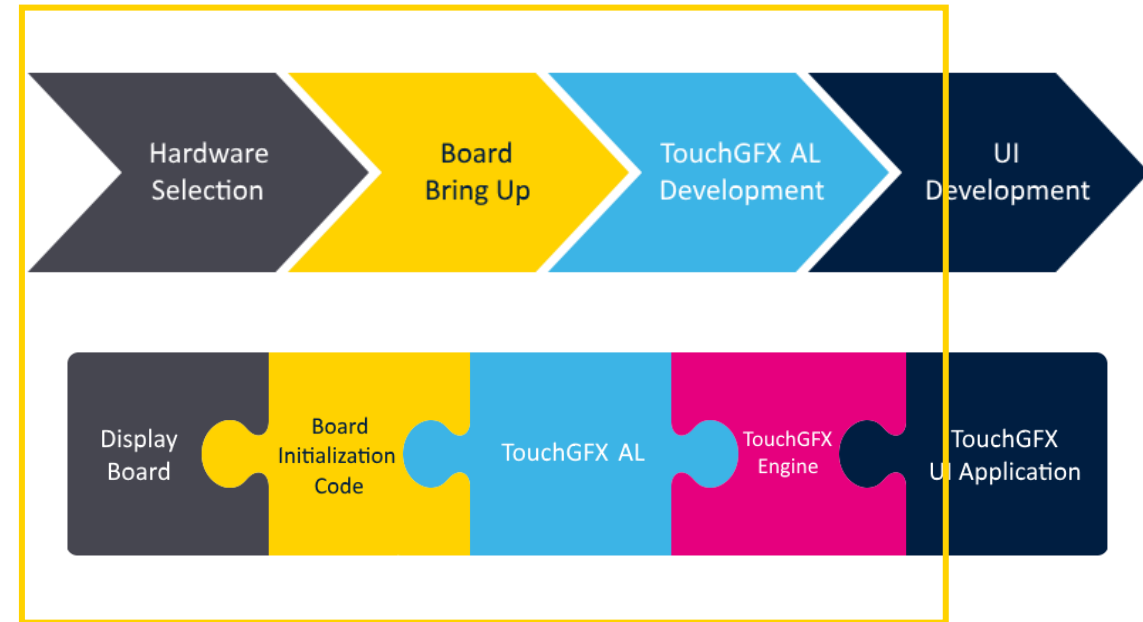 Hardware
Selection
Board
Bring Up
TouchGFX AL
Development
UI
Development
Display
Board
Board
Initialization
Code
TouchGFX AL
TouchGFX
Engine
TouchGFX
UI Application